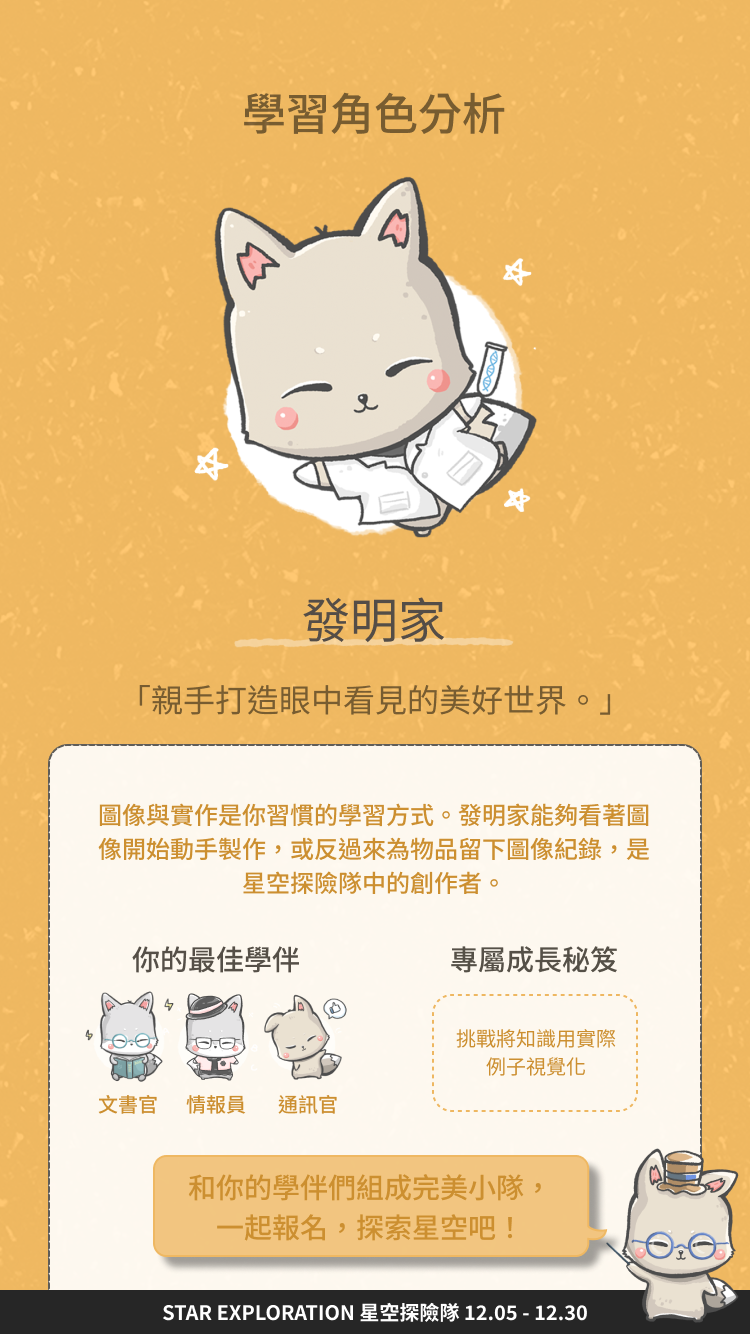 學習角色分析
發明家
「親手打造眼中看見的美好世界。」
圖像與實作是你習慣的學習方式。發明家能夠看著圖
像開始動手製作，或反過來為物品留下圖像紀錄，是
星空探險隊中的創作者。
你的最佳學伴
文書官
情報員
通訊官
專屬成長秘笈
挑戰將知識用實際
例子視覺化
和你的學伴們組成完美小隊，
一起報名，探索星空吧！
STAR EXPLORATION 星空探險隊 12.05 - 12.30